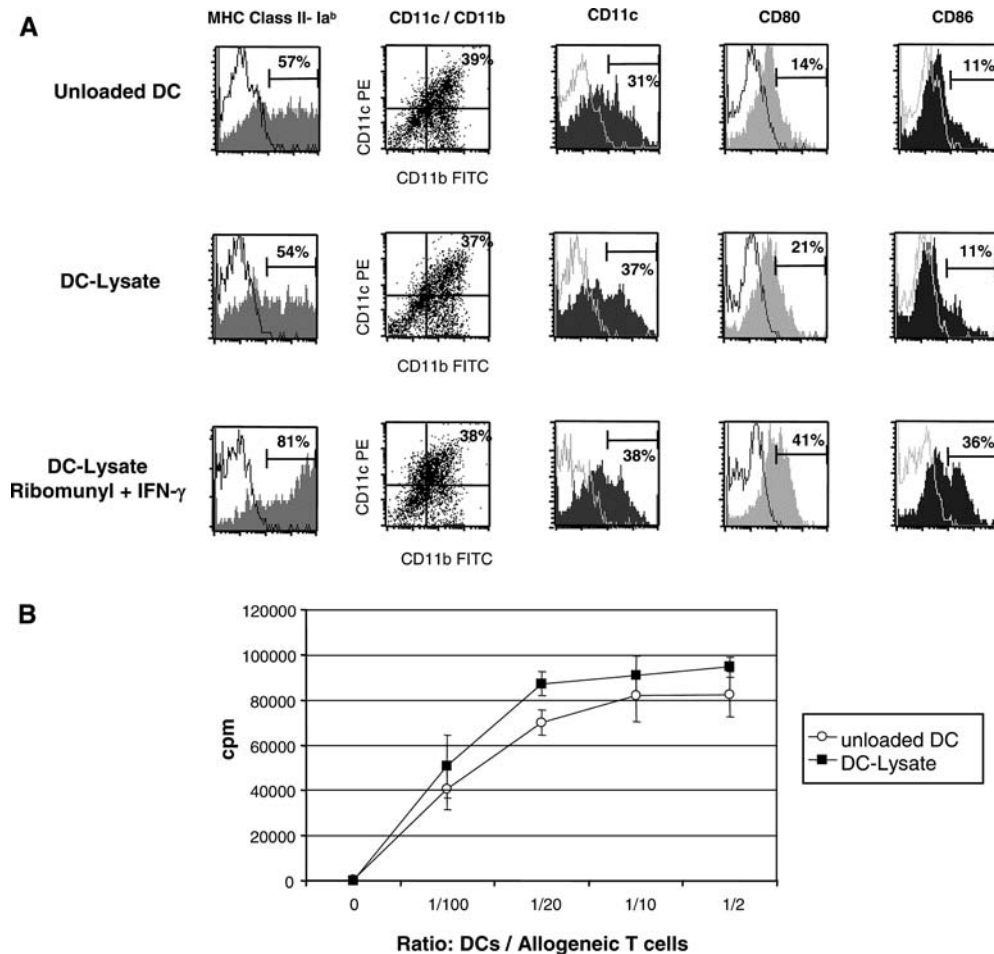 A
MHC Class II- Iaᵇ
CD11c / CD11b
CD11c
CD80
CD86
Unloaded DC
57%
39%
31%
14%
11%
CD11c PE
CD11b FITC
DC-Lysate
54%
37%
37%
21%
11%
CD11c PE
CD11b FITC
DC-Lysate
Ribomunyl + IFN-γ
81%
38%
38%
41%
36%
CD11c PE
CD11b FITC
B
120000
100000
80000
60000
40000
20000
0
cpm
0
1/100
1/20
1/10
1/2
Ratio: DCs / Allogeneic T cells
unloaded DC
DC-Lysate